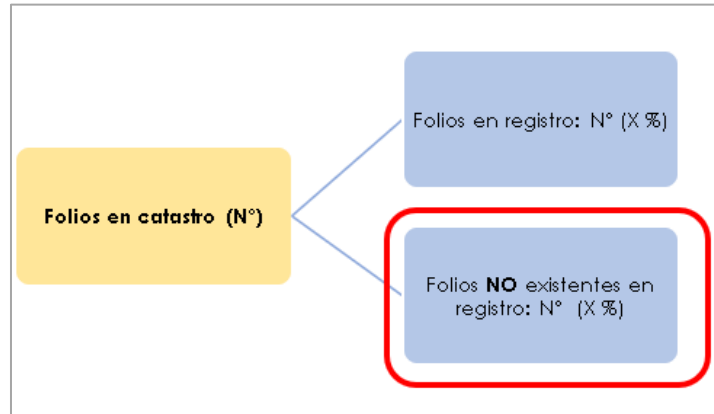 Folios en registro: N° (X %)
Folios en catastro (N°)
Folios NO existentes en
registro: N° (X %)